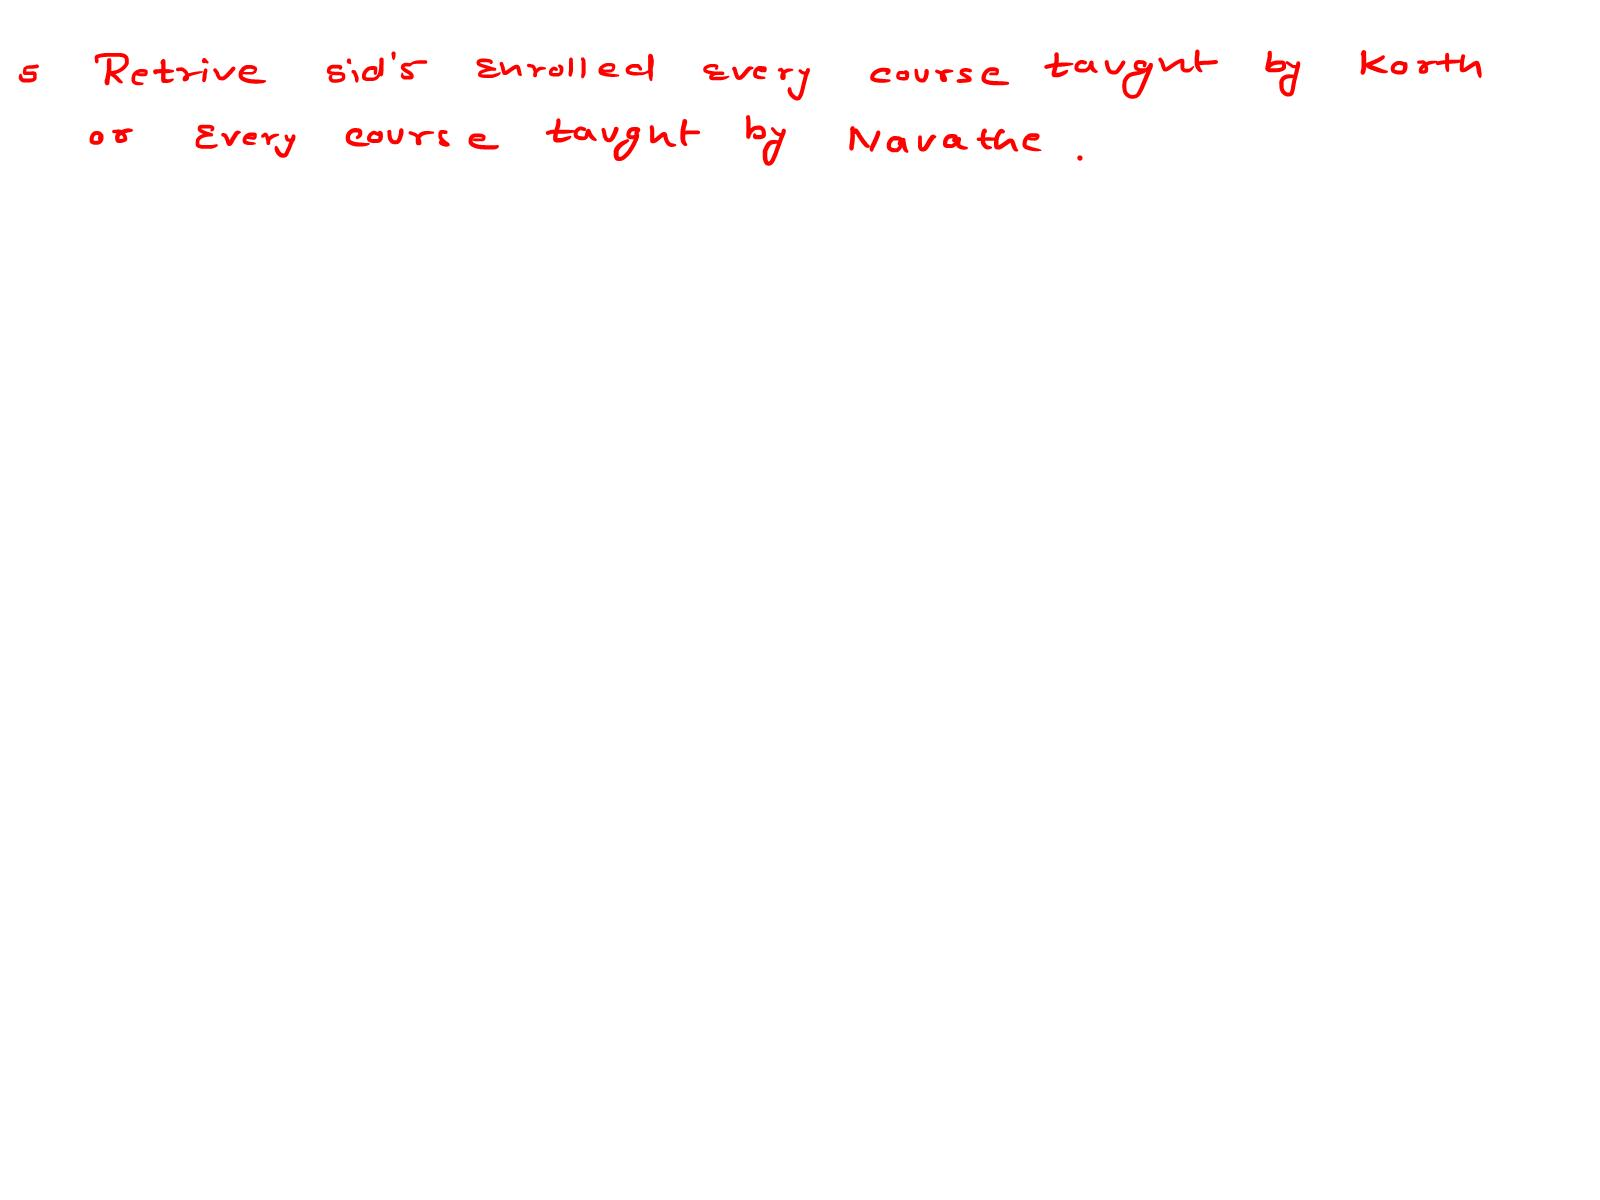 5 Retrive sid's Enrolled every course taught by Korth
or Every course taught by Navathe.